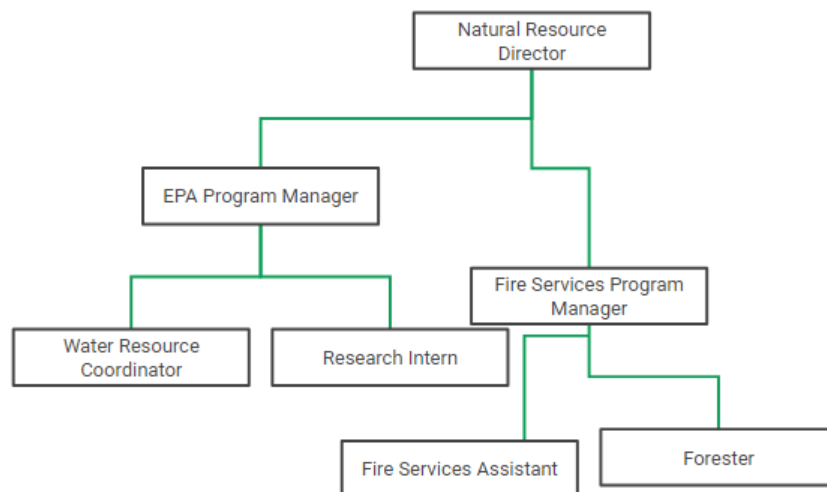 Natural Resource
Director
EPA Program Manager
Fire Services Program
Manager
Water Resource
Coordinator
Research Intern
Fire Services Assistant
Forester